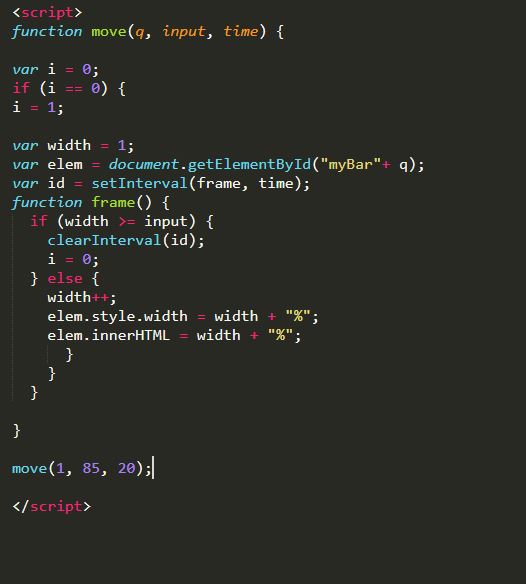 <script>
function move(q, input, time) {
var i = 0;
if (i == 0) {
i = 1;
var width = 1;
var elem = document.getElementById("myBar"+ q);
var id = setInterval(frame, time);
function frame() {
if (width >= input) {
clearInterval(id);
i = 0;
} else {
width++;
elem.style.width = width + "%";
elem.innerHTML = width + "%";
}
}
}
}
move(1, 85, 20);
</script>